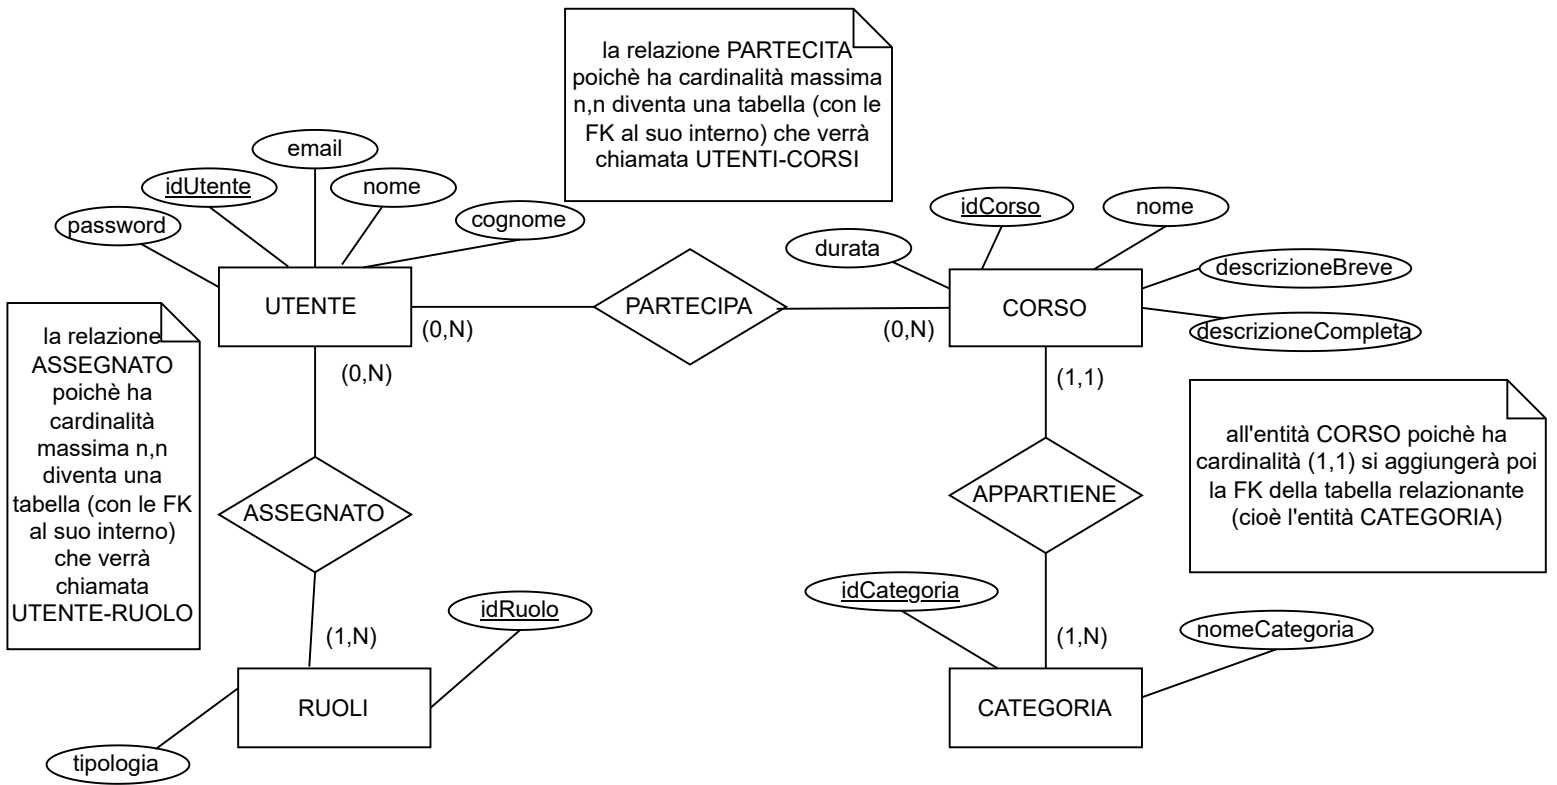 la relazione PARTECITA
poichè ha cardinalità massima
n,n diventa una tabella (con le
FK al suo interno) che verrà
chiamata UTENTI-CORSI
email
idUtente
nome
password
cognome
idCorso
nome
durata
descrizioneBreve
descrizioneCompleta
UTENTE
PARTECIPA
CORSO
(0,N)
(0,N)
(0,N)
(1,1)
la relazione
ASSEGNATO
poichè ha
cardinalità
massima n,n
diventa una
tabella (con le FK
al suo interno)
che verrà
chiamata
UTENTE-RUOLO
all'entità CORSO poichè ha
cardinalità (1,1) si aggiungerà poi
la FK della tabella relazionante
(cioè l'entità CATEGORIA)
ASSEGNATO
APPARTIENE
idRuolo
idCategoria
nomeCategoria
(1,N)
(1,N)
RUOLI
CATEGORIA
tipologia